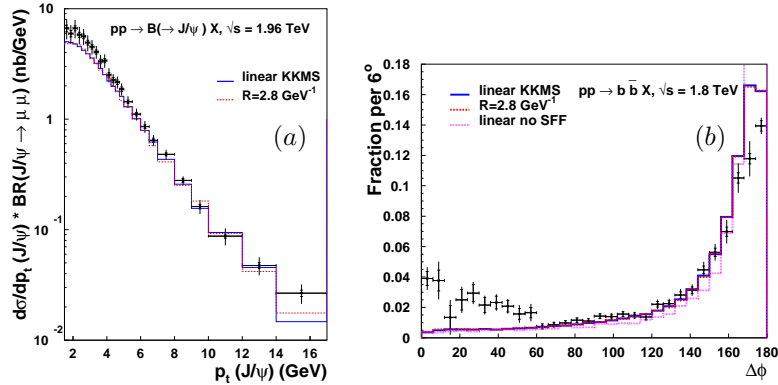 pp → B(→ J/ψ) X, √s = 1.96 TeV
linear KKMS
R=2.8 GeV⁻¹
(a)
dσ/dpₜ (J/ψ) * BR(J/ψ → μ μ) (nb/GeV)
10
1
10⁻¹
10⁻²
2 4 6 8 10 12 14 16
pₜ (J/ψ) (GeV)
linear KKMS
R=2.8 GeV⁻¹
linear no SFF
pp → b b̅ X, √s = 1.8 TeV
(b)
Fraction per 6°
0.18
0.16
0.14
0.12
0.1
0.08
0.06
0.04
0.02
0
0 20 40 60 80 100 120 140 160 180
Δϕ